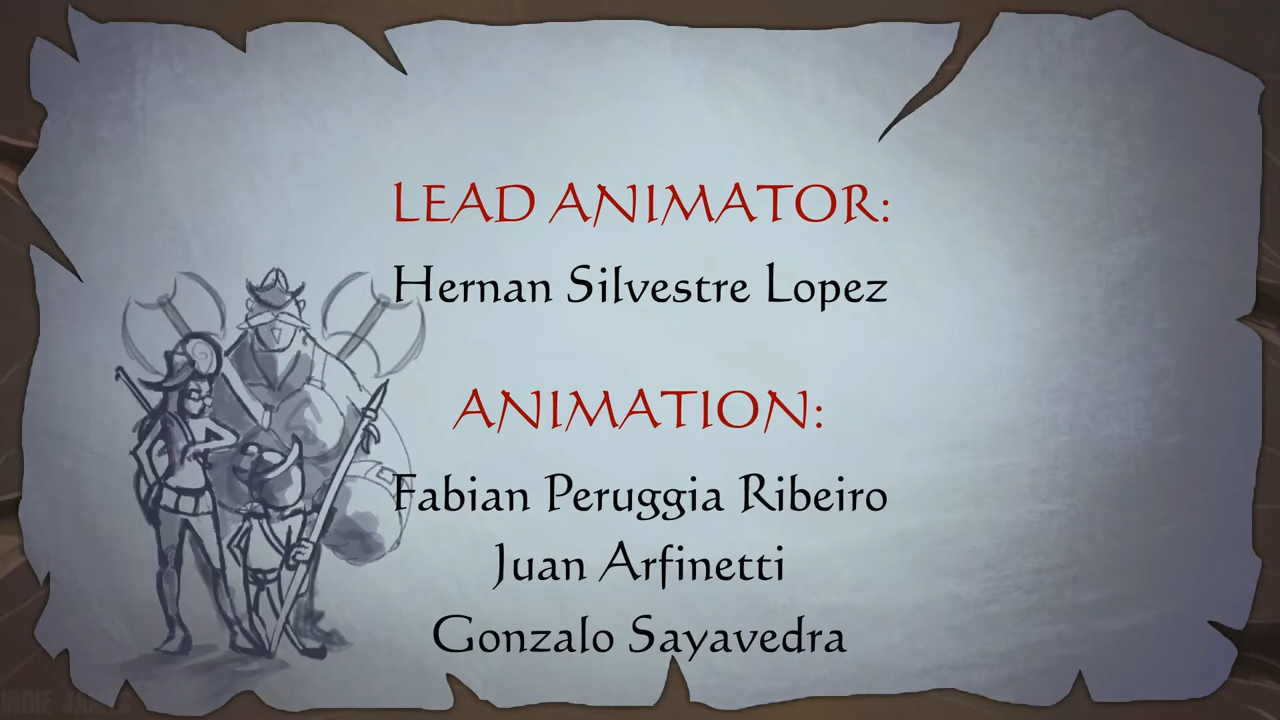 LEAD ANIMATOR:
Hernan Silvestre Lopez
ANIMATION:
Fabian Peruggia Ribeiro
Juan Arfinetti
Gonzalo Sayavedra